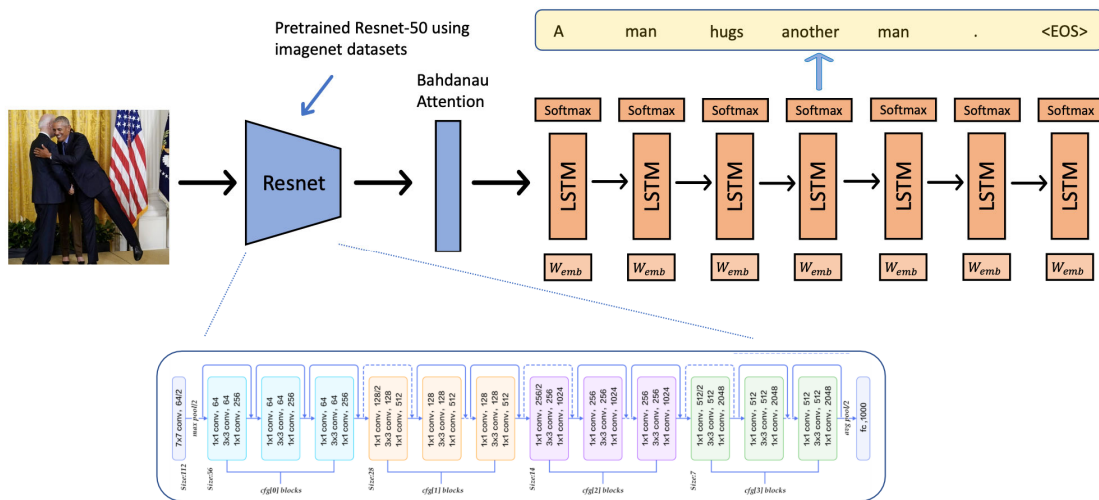 Pretrained Resnet-50 using
imagenet datasets
A man hugs another man . <EOS>
Bahdanau
Attention
Softmax Softmax Softmax Softmax Softmax Softmax Softmax
Resnet
LSTM LSTM LSTM LSTM LSTM LSTM LSTM
W_emb W_emb W_emb W_emb W_emb W_emb W_emb
7x7 conv, 64/2
max pool/2
1x1 conv, 64
3x3 conv, 64
1x1 conv, 256
1x1 conv, 64
3x3 conv, 64
1x1 conv, 256
1x1 conv, 64
3x3 conv, 64
1x1 conv, 256
1x1 conv, 128/2
3x3 conv, 128
1x1 conv, 512
1x1 conv, 128
3x3 conv, 128
1x1 conv, 512
1x1 conv, 128
3x3 conv, 128
1x1 conv, 512
1x1 conv, 256/2
3x3 conv, 256
1x1 conv, 1024
1x1 conv, 256
3x3 conv, 256
1x1 conv, 1024
1x1 conv, 256
3x3 conv, 256
1x1 conv, 1024
1x1 conv, 512/2
3x3 conv, 512
1x1 conv, 2048
1x1 conv, 512
3x3 conv, 512
1x1 conv, 2048
1x1 conv, 512
3x3 conv, 512
1x1 conv, 2048
avg pool/2
fc ,1000
Size:112
Size:56
Size:28
Size:14
Size:7
cfg[0] blocks
cfg[1] blocks
cfg[2] blocks
cfg[3] blocks